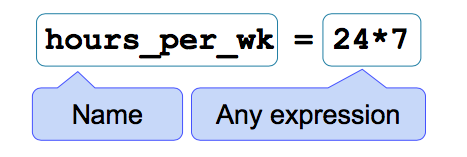 hours_per_wk = 24*7
Name Any expression